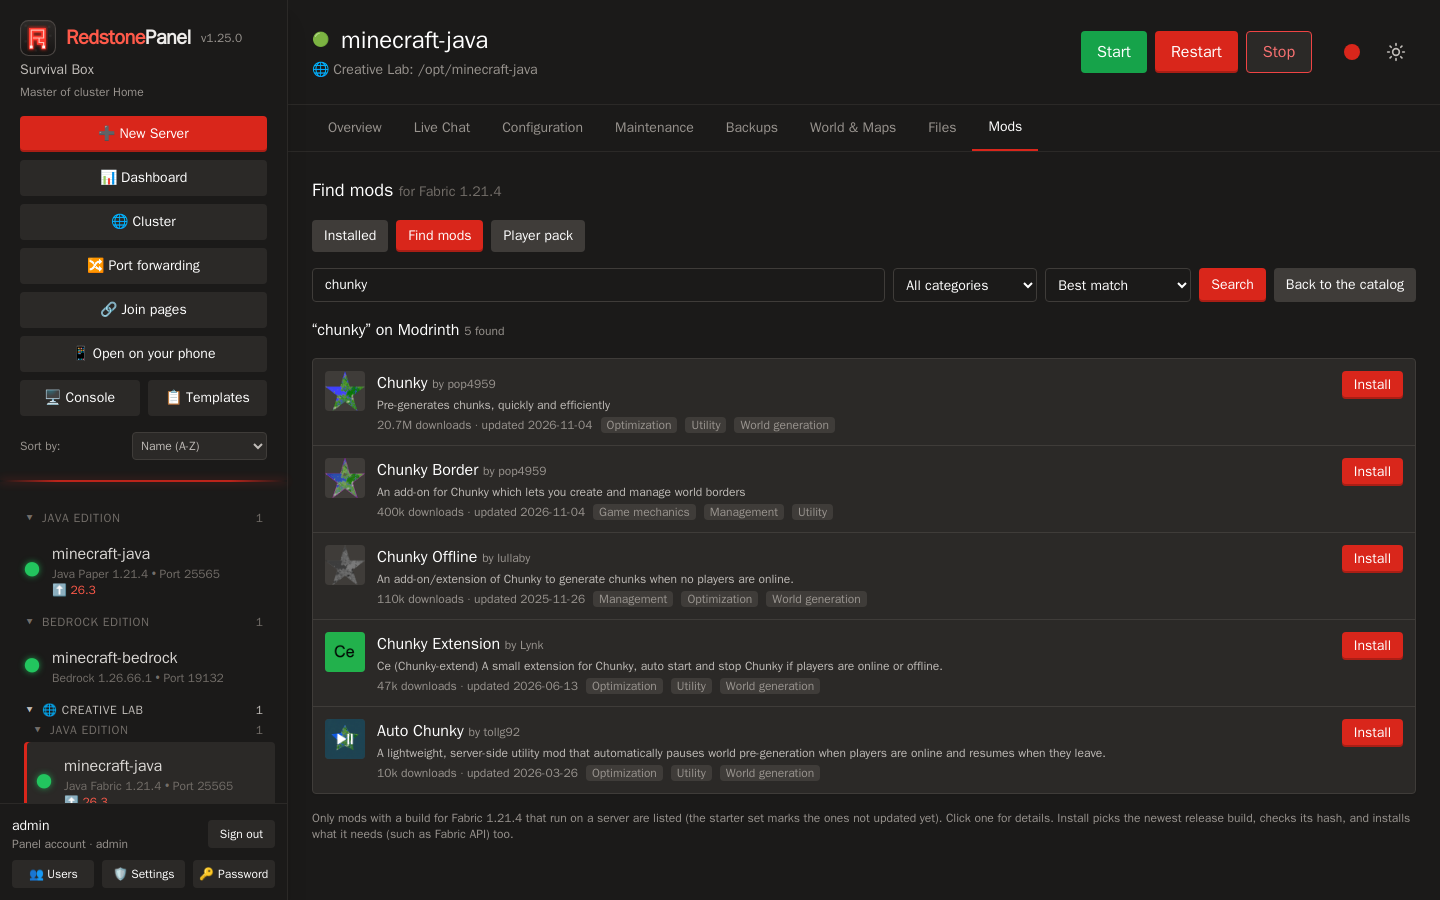 RedstonePanel v1.25.0
Survival Box
Master of cluster Home
New Server
Dashboard
Cluster
Port forwarding
Join pages
Open on your phone
Console
Templates
Sort by:
Name (A-Z)
JAVA EDITION 1
minecraft-java
Java Paper 1.21.4 • Port 25565
26.3
BEDROCK EDITION 1
minecraft-bedrock
Bedrock 1.26.66.1 • Port 19132
CREATIVE LAB 1
JAVA EDITION 1
minecraft-java
Java Fabric 1.21.4 • Port 25565
26.3
admin
Panel account · admin
Sign out
Users
Settings
Password
minecraft-java
Creative Lab: /opt/minecraft-java
Start
Restart
Stop
Overview
Live Chat
Configuration
Maintenance
Backups
World & Maps
Files
Mods
Find mods for Fabric 1.21.4
Installed
Find mods
Player pack
chunky
All categories
Best match
Search
Back to the catalog
“chunky” on Modrinth 5 found
Chunky by pop4959
Install
Pre-generates chunks, quickly and efficiently
20.7M downloads · updated 2026-11-04 Optimization Utility World generation
Chunky Border by pop4959
Install
An add-on for Chunky which lets you create and manage world borders
400k downloads · updated 2026-11-04 Game mechanics Management Utility
Chunky Offline by lullaby
Install
An add-on/extension of Chunky to generate chunks when no players are online.
110k downloads · updated 2025-11-26 Management Optimization World generation
Ce
Chunky Extension by Lynk
Install
Ce (Chunky-extend) A small extension for Chunky, auto start and stop Chunky if players are online or offline.
47k downloads · updated 2026-06-13 Optimization Utility World generation
Auto Chunky by tollg92
Install
A lightweight, server-side utility mod that automatically pauses world pre-generation when players are online and resumes when they leave.
10k downloads · updated 2026-03-26 Optimization Utility World generation
Only mods with a build for Fabric 1.21.4 that run on a server are listed (the starter set marks the ones not updated yet). Click one for details. Install picks the newest release build, checks its hash, and installs
what it needs (such as Fabric API) too.